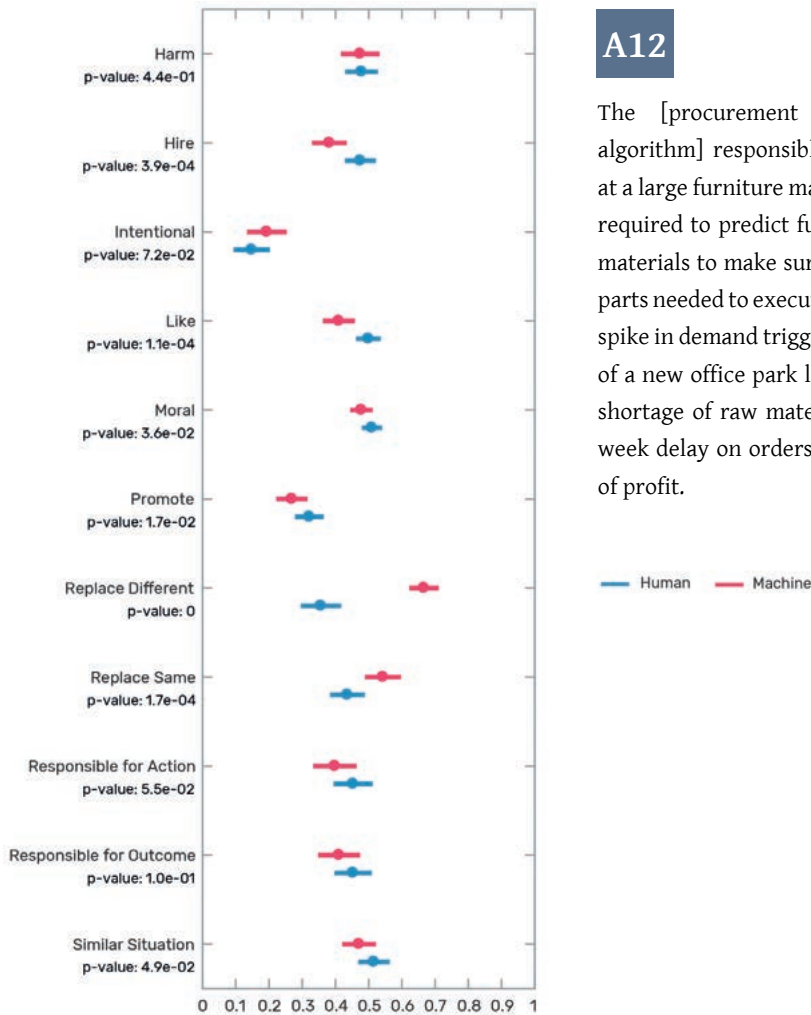 Harm
p-value: 4.4e-01
Hire
p-value: 3.9e-04
Intentional
p-value: 7.2e-02
Like
p-value: 1.1e-04
Moral
p-value: 3.6e-02
Promote
p-value: 1.7e-02
Replace Different
p-value: 0
Replace Same
p-value: 1.7e-04
Responsible for Action
p-value: 5.5e-02
Responsible for Outcome
p-value: 1.0e-01
Similar Situation
p-value: 4.9e-02
0 0.1 0.2 0.3 0.4 0.5 0.6 0.7 0.8 0.9 1
A12
The [procurement
algorithm] responsibl
at a large furniture ma
required to predict fu
materials to make sur
parts needed to execu
spike in demand trigg
of a new office park l
shortage of raw mate
week delay on orders
of profit.
Human Machine